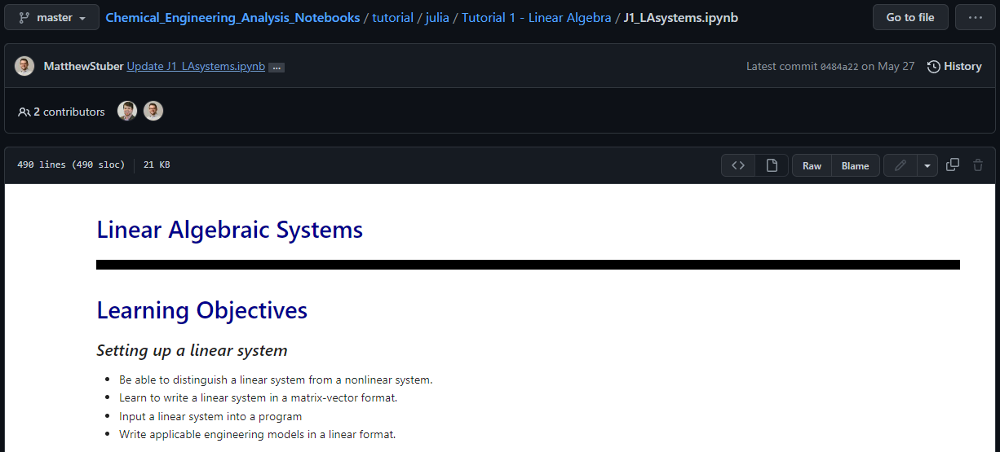 master Chemical_Engineering_Analysis_Notebooks / tutorial / julia / Tutorial 1 - Linear Algebra / J1_LAsystems.ipynb Go to file ...
MatthewStuber Update J1_LAsystems.ipynb ... Latest commit 0484a22 on May 27 History
2 contributors
490 lines (490 sloc) 21 KB <> Raw Blame
Linear Algebraic Systems
Learning Objectives
Setting up a linear system
• Be able to distinguish a linear system from a nonlinear system.
• Learn to write a linear system in a matrix-vector format.
• Input a linear system into a program
• Write applicable engineering models in a linear format.